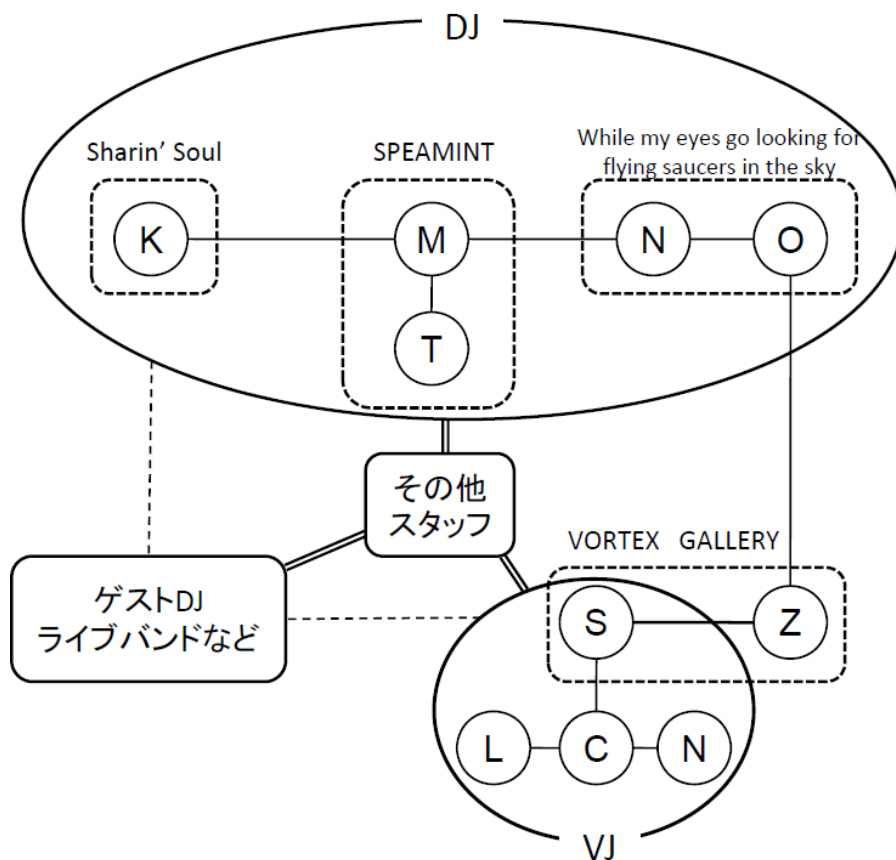 DJ
Sharin' Soul
SPEAMINT
While my eyes go looking for
flying saucers in the sky
K
M
N
O
T
その他
スタッフ
ゲストDJ
ライブバンドなど
VORTEX GALLERY
S
Z
L
C
N
VJ